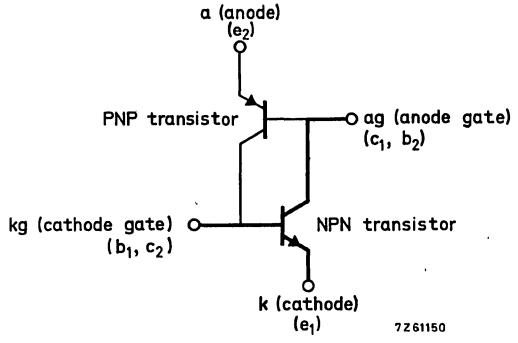 a (anode)
(e2)
PNP transistor
ag (anode gate)
(c1, b2)
kg (cathode gate)
(b1, c2)
NPN transistor
k (cathode)
(e1)
7Z61150